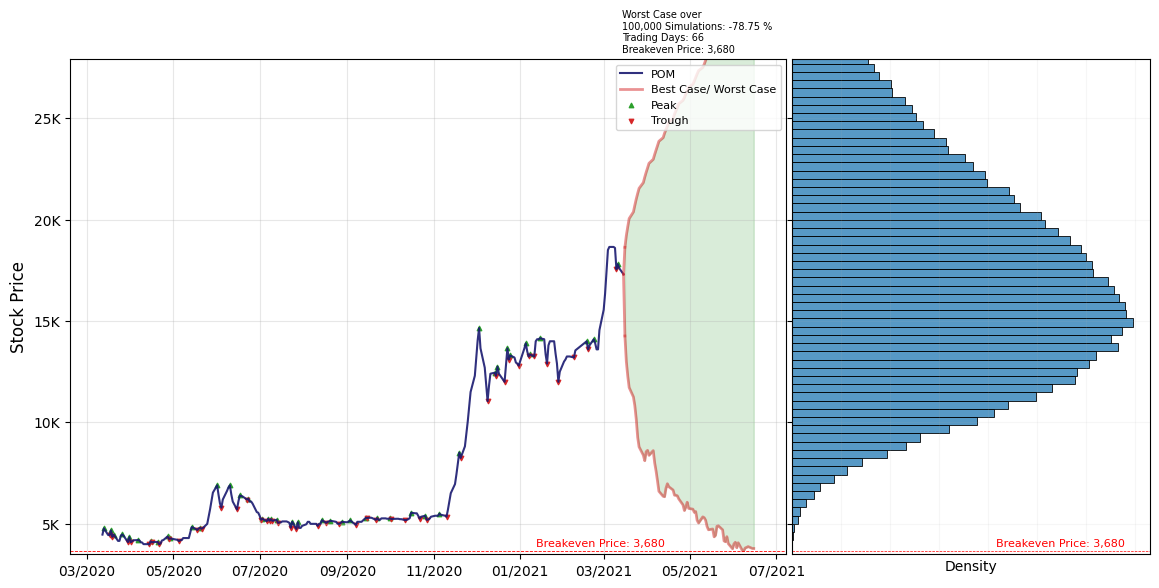 Worst Case over
100,000 Simulations: -78.75 %
Trading Days: 66
Breakeven Price: 3,680
POM
Best Case/ Worst Case
Peak
Trough
25K
20K
15K
10K
5K
Stock Price
Breakeven Price: 3,680
Breakeven Price: 3,680
03/2020
05/2020
07/2020
09/2020
11/2020
01/2021
03/2021
05/2021
07/2021
Density